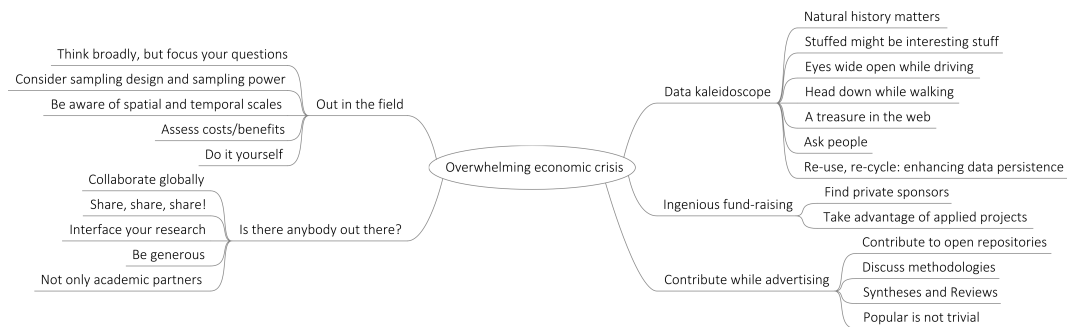 Overwhelming economic crisis
Out in the field
Think broadly, but focus your questions
Consider sampling design and sampling power
Be aware of spatial and temporal scales
Assess costs/benefits
Do it yourself
Is there anybody out there?
Collaborate globally
Share, share, share!
Interface your research
Be generous
Not only academic partners
Data kaleidoscope
Natural history matters
Stuffed might be interesting stuff
Eyes wide open while driving
Head down while walking
A treasure in the web
Ask people
Re-use, re-cycle: enhancing data persistence
Ingenious fund-raising
Find private sponsors
Take advantage of applied projects
Contribute while advertising
Contribute to open repositories
Discuss methodologies
Syntheses and Reviews
Popular is not trivial